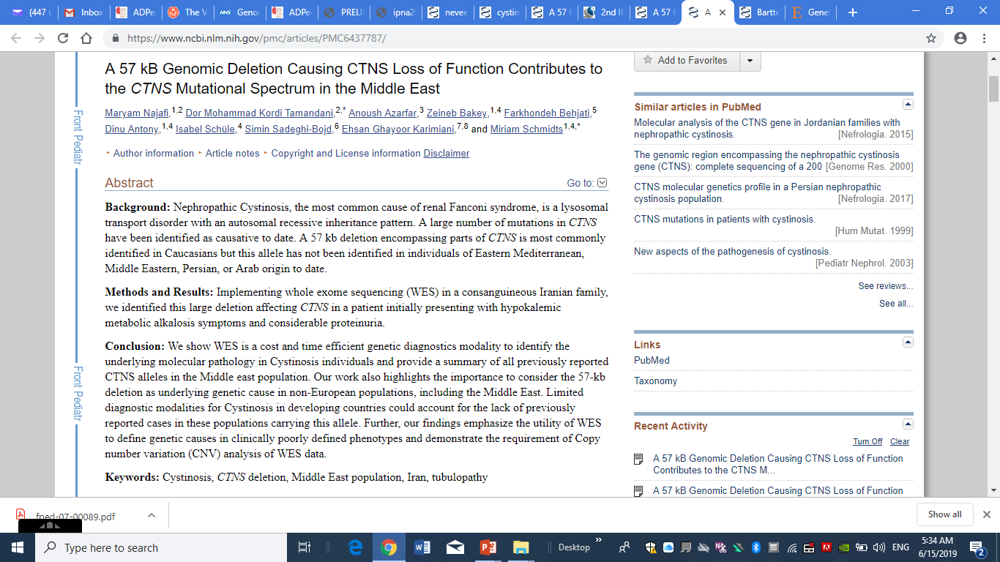 (447 u
Inbox
ADPe
The V
Geno
ADPe
PRELI
ipna2
neve
cystin
A 57 k
2nd II
A 57 k
A
Bartte
Gene
https://www.ncbi.nlm.nih.gov/pmc/articles/PMC6437787/
Front Pediatr
Front Pediatr
A 57 kB Genomic Deletion Causing CTNS Loss of Function Contributes to
the CTNS Mutational Spectrum in the Middle East
Maryam Najafi,1,2 Dor Mohammad Kordi Tamandani,2,* Anoush Azarfar,3 Zeineb Bakey,1,4 Farkhondeh Behjati,5
Dinu Antony,1,4 Isabel Schüle,4 Simin Sadeghi-Bojd,6 Ehsan Ghayoor Karimiani,7,8 and Miriam Schmidts1,4,*
Author information Article notes Copyright and License information Disclaimer
Abstract
Go to:
Background: Nephropathic Cystinosis, the most common cause of renal Fanconi syndrome, is a lysosomal
transport disorder with an autosomal recessive inheritance pattern. A large number of mutations in CTNS
have been identified as causative to date. A 57 kb deletion encompassing parts of CTNS is most commonly
identified in Caucasians but this allele has not been identified in individuals of Eastern Mediterranean,
Middle Eastern, Persian, or Arab origin to date.
Methods and Results: Implementing whole exome sequencing (WES) in a consanguineous Iranian family,
we identified this large deletion affecting CTNS in a patient initially presenting with hypokalemic
metabolic alkalosis symptoms and considerable proteinuria.
Conclusion: We show WES is a cost and time efficient genetic diagnostics modality to identify the
underlying molecular pathology in Cystinosis individuals and provide a summary of all previously reported
CTNS alleles in the Middle east population. Our work also highlights the importance to consider the 57-kb
deletion as underlying genetic cause in non-European populations, including the Middle East. Limited
diagnostic modalities for Cystinosis in developing countries could account for the lack of previously
reported cases in these populations carrying this allele. Further, our findings emphasize the utility of WES
to define genetic causes in clinically poorly defined phenotypes and demonstrate the requirement of Copy
number variation (CNV) analysis of WES data.
Keywords: Cystinosis, CTNS deletion, Middle East population, Iran, tubulopathy
Add to Favorites
Similar articles in PubMed
Molecular analysis of the CTNS gene in Jordanian families with
nephropathic cystinosis. [Nefrologia. 2015]
The genomic region encompassing the nephropathic cystinosis
gene (CTNS): complete sequencing of a 200 [Genome Res. 2000]
CTNS molecular genetics profile in a Persian nephropathic
cystinosis population. [Nefrologia. 2017]
CTNS mutations in patients with cystinosis.
[Hum Mutat. 1999]
New aspects of the pathogenesis of cystinosis.
[Pediatr Nephrol. 2003]
See reviews...
See all...
Links
PubMed
Taxonomy
Recent Activity
Turn Off Clear
A 57 kB Genomic Deletion Causing CTNS Loss of Function
Contributes to the CTNS M...
A 57 kB Genomic Deletion Causing CTNS Loss of Function
fped-07-00089.pdf
Show all
Type here to search
Desktop
ENG
5:34 AM
6/15/2019
2